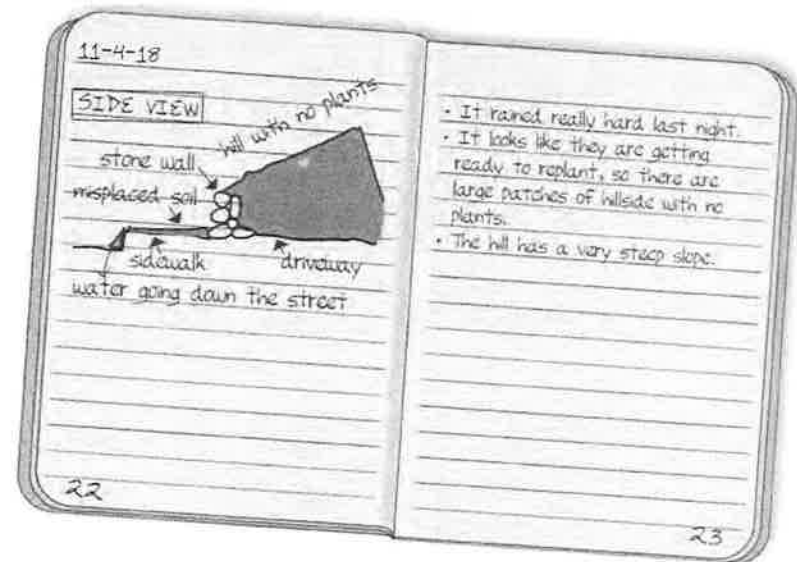 11-4-18
SIDE VIEW
hill with no plants
stone wall
misplaced soil
sidewalk
driveway
water going down the street
22
• It rained really hard last night.
• It looks like they are getting
ready to replant, so there are
large patches of hillside with no
plants.
• The hill has a very steep slope.
23